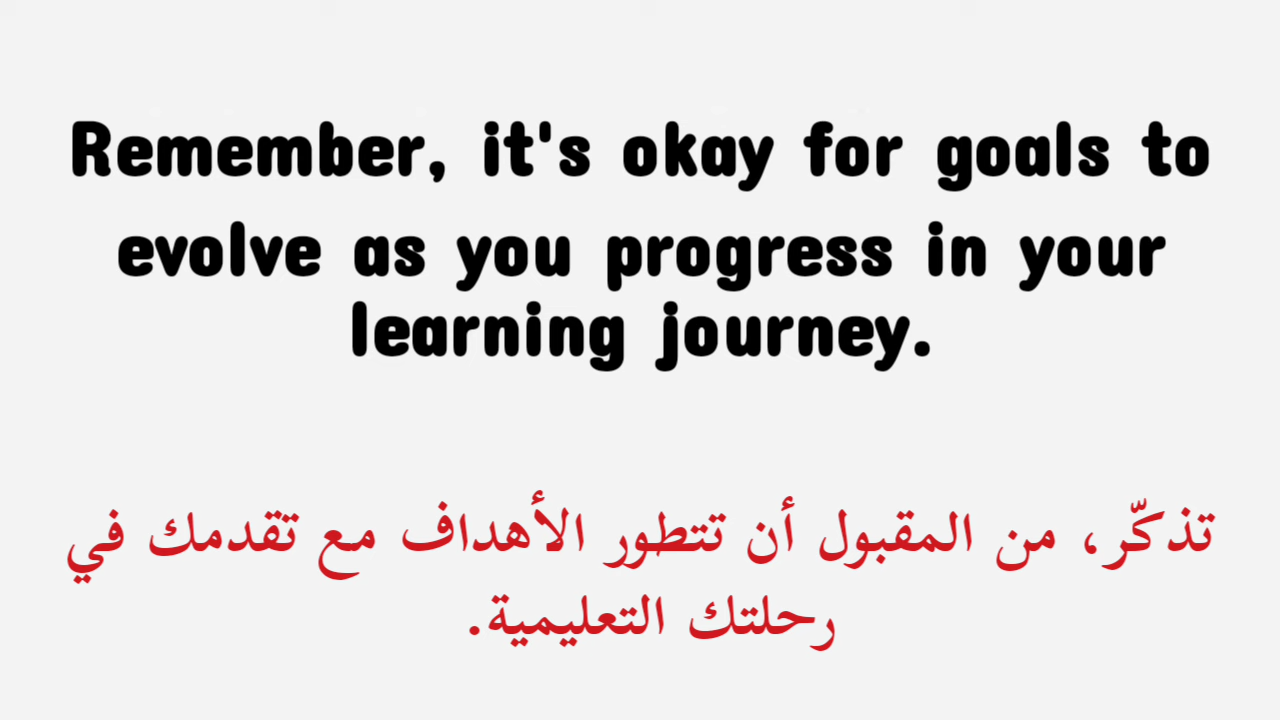 Remember, it's okay for goals to
evolve as you progress in your
learning journey.
تذكّر، من المقبول أن تتطور الأهداف مع تقدمك في
رحلتك التعليمية.